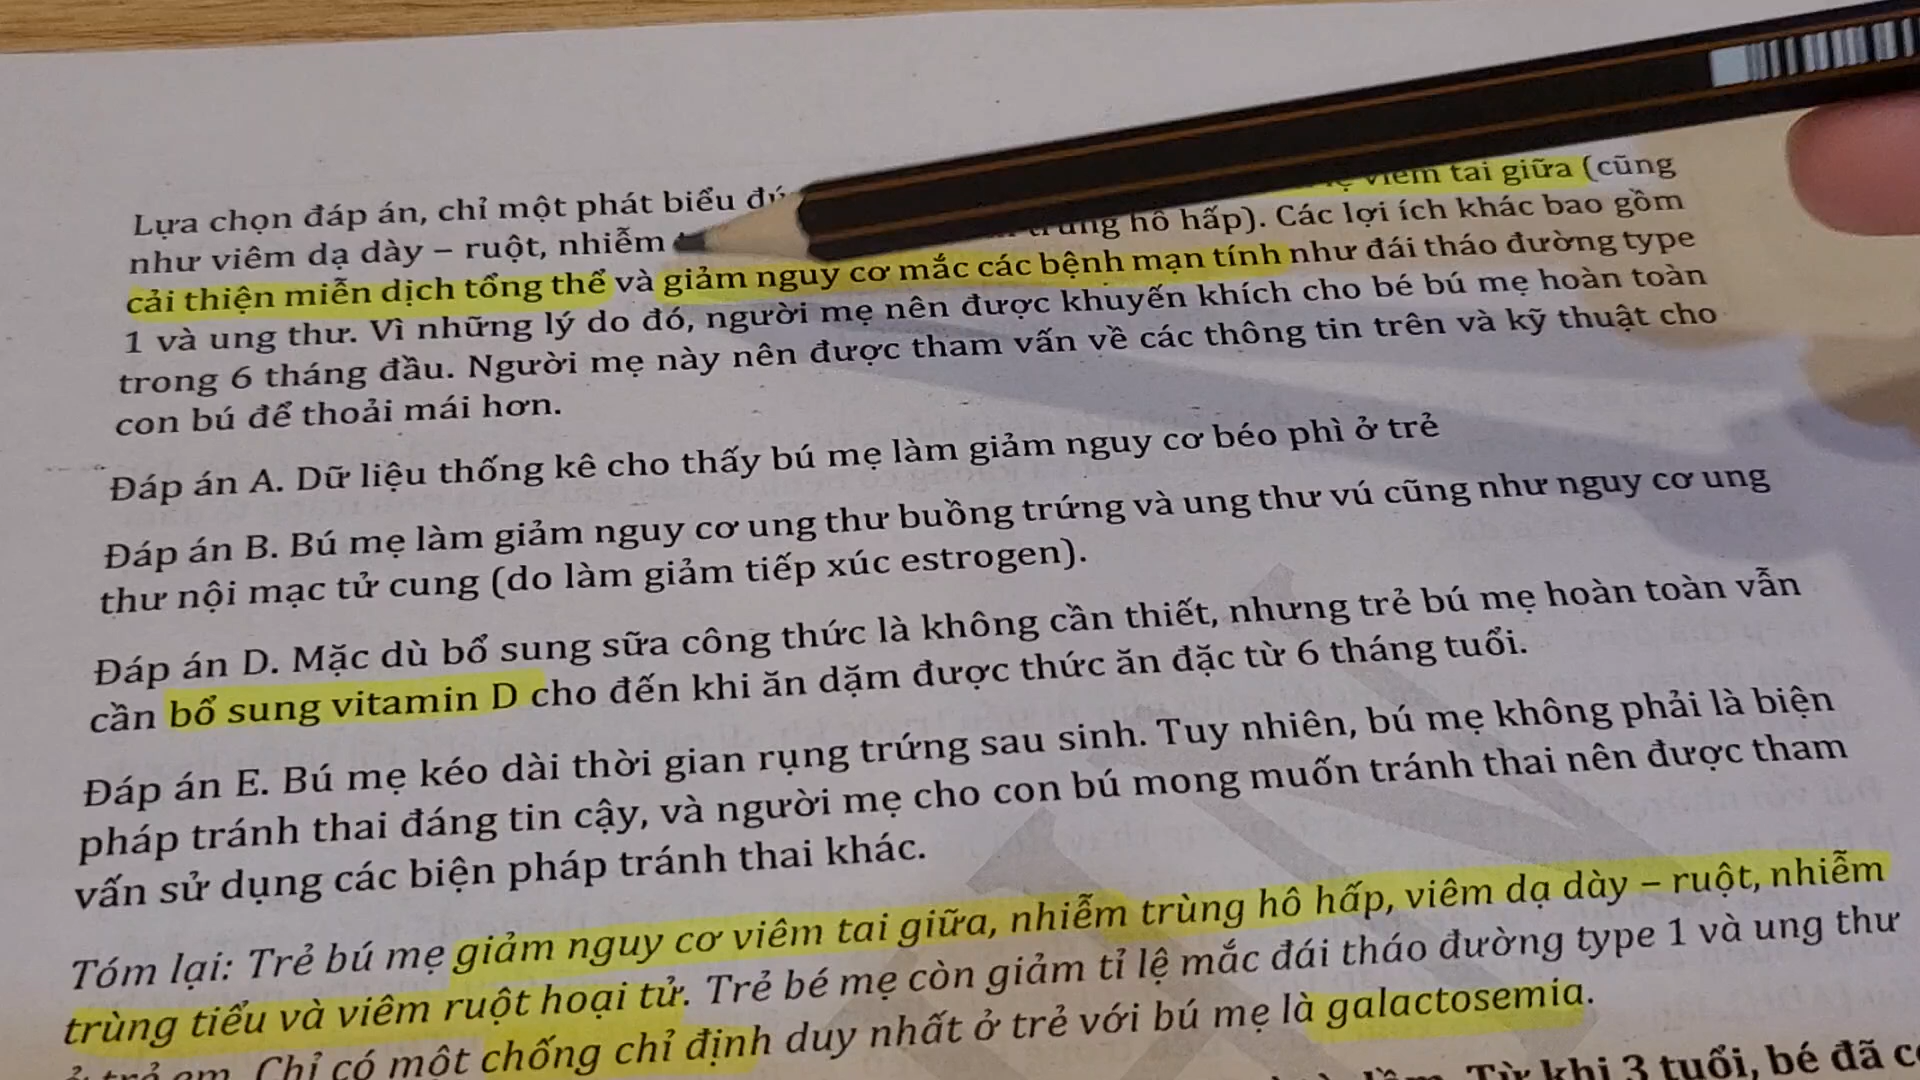 Lựa chọn đáp án, chỉ một phát biểu viêm tai giữa (cũng
như viêm dạ dày – ruột, nhiễm hô hấp). Các lợi ích khác bao gồm
cải thiện miễn dịch tổng thể và giảm nguy cơ mắc các bệnh mạn tính như đái tháo đường type
1 và ung thư. Vì những lý do đó, người mẹ nên được khuyến khích cho bé bú mẹ hoàn toàn
trong 6 tháng đầu. Người mẹ này nên được tham vấn về các thông tin trên và kỹ thuật cho
con bú để thoải mái hơn.
Đáp án A. Dữ liệu thống kê cho thấy bú mẹ làm giảm nguy cơ béo phì ở trẻ
Đáp án B. Bú mẹ làm giảm nguy cơ ung thư buồng trứng và ung thư vú cũng như nguy cơ ung
thư nội mạc tử cung (do làm giảm tiếp xúc estrogen).
Đáp án D. Mặc dù bổ sung sữa công thức là không cần thiết, nhưng trẻ bú mẹ hoàn toàn vẫn
cần bổ sung vitamin D cho đến khi ăn dặm được thức ăn đặc từ 6 tháng tuổi.
Đáp án E. Bú mẹ kéo dài thời gian rụng trứng sau sinh. Tuy nhiên, bú mẹ không phải là biện
pháp tránh thai đáng tin cậy, và người mẹ cho con bú mong muốn tránh thai nên được tham
vấn sử dụng các biện pháp tránh thai khác.
Tóm lại: Trẻ bú mẹ giảm nguy cơ viêm tai giữa, nhiễm trùng hô hấp, viêm dạ dày – ruột, nhiễm
trùng tiểu và viêm ruột hoại tử. Trẻ bé mẹ còn giảm tỉ lệ mắc đái tháo đường type 1 và ung thư
ở trẻ em. Chỉ có một chống chỉ định duy nhất ở trẻ với bú mẹ là galactosemia.
Từ khi 3 tuổi, bé đã